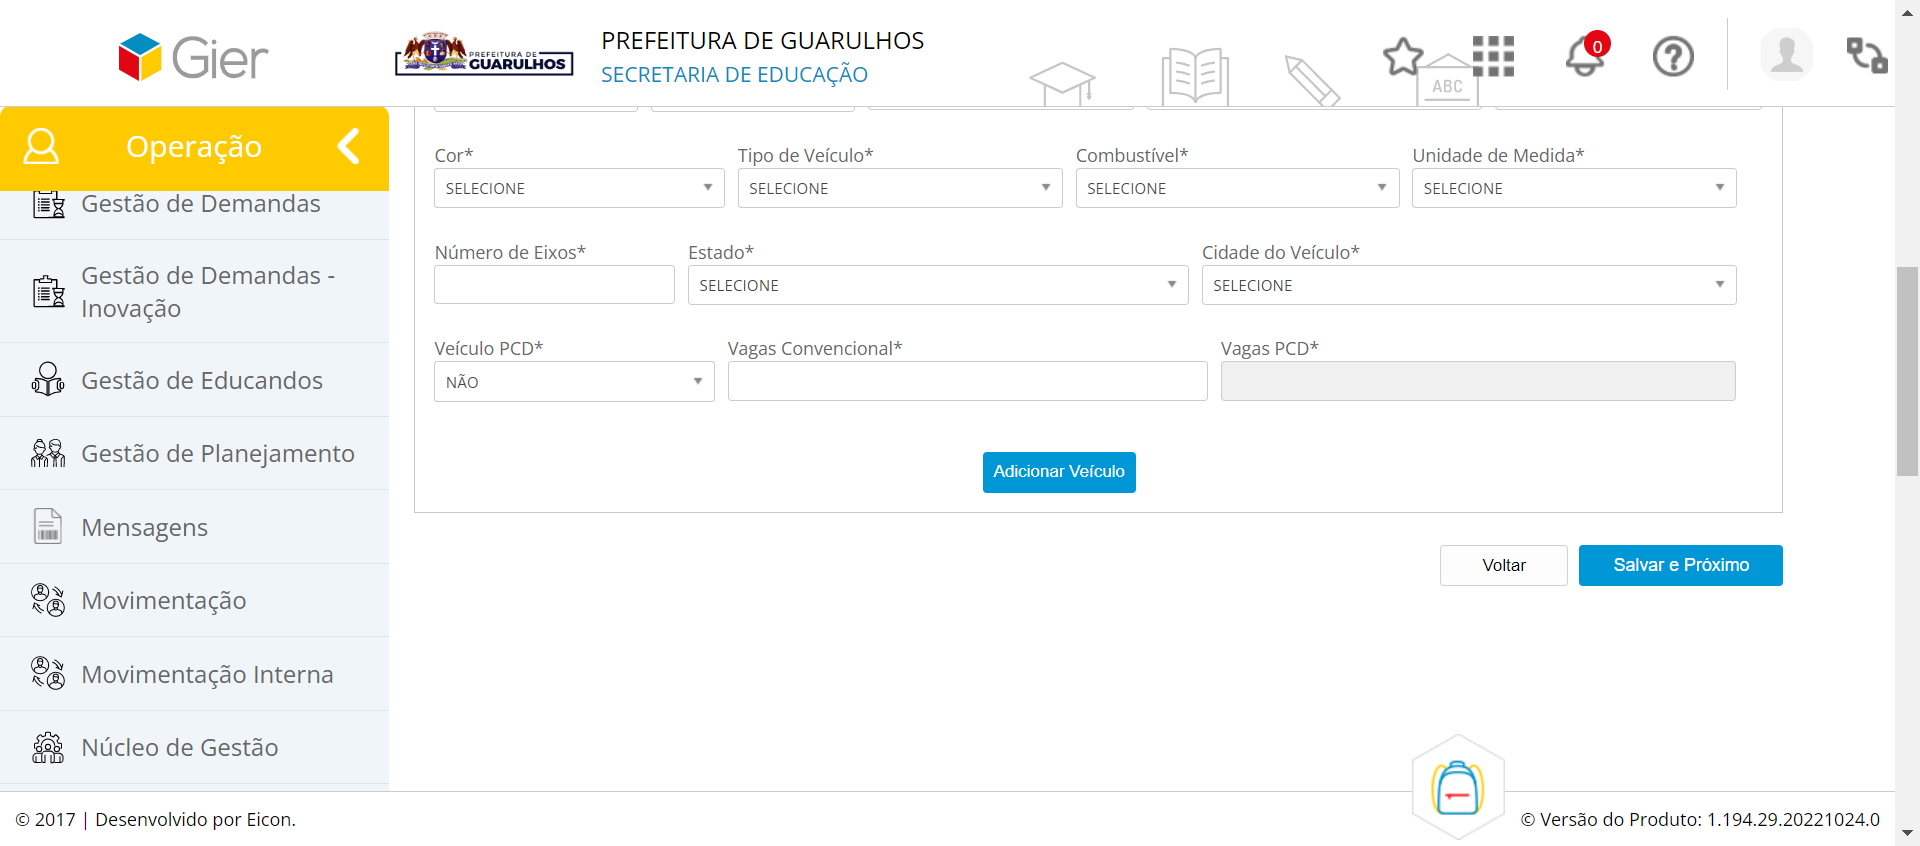 Gier
PREFEITURA DE
GUARULHOS
PREFEITURA DE GUARULHOS
SECRETARIA DE EDUCAÇÃO
ABC
0
Operação
Gestão de Demandas
Gestão de Demandas -
Inovação
Gestão de Educandos
Gestão de Planejamento
Mensagens
Movimentação
Movimentação Interna
Núcleo de Gestão
Cor* Tipo de Veículo* Combustível* Unidade de Medida*
SELECIONE SELECIONE SELECIONE SELECIONE
Número de Eixos* Estado* Cidade do Veículo*
SELECIONE SELECIONE
Veículo PCD* Vagas Convencional* Vagas PCD*
NÃO
Adicionar Veículo
Voltar Salvar e Próximo
© 2017 | Desenvolvido por Eicon. © Versão do Produto: 1.194.29.20221024.0